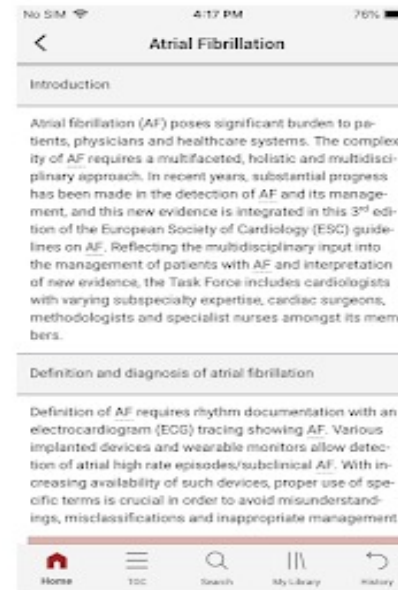 No SIM 4:17 PM 76%
Atrial Fibrillation
Introduction
Atrial fibrillation (AF) poses significant burden to pa-
tients, physicians and healthcare systems. The complex
ity of AF requires a multifaceted, holistic and multidisci-
plinary approach. In recent years, substantial progress
has been made in the detection of AF and its manage-
ment, and this new evidence is integrated in this 3rd edi-
tion of the European Society of Cardiology (ESC) guide-
lines on AF. Reflecting the multidisciplinary input into
the management of patients with AF and interpretation
of new evidence, the Task Force includes cardiologists
with varying subspecialty expertise, cardiac surgeons,
methodologists and specialist nurses amongst its mem
bers.
Definition and diagnosis of atrial fibrillation
Definition of AF requires rhythm documentation with an
electrocardiogram (ECG) tracing showing AF. Various
implanted devices and wearable monitors allow detec-
tion of atrial high rate episodes/subclinical AF. With in-
creasing availability of such devices, proper use of spe-
cific terms is crucial in order to avoid misunderstand-
ings, misclassifications and inappropriate management
Home TOC Search My Library History